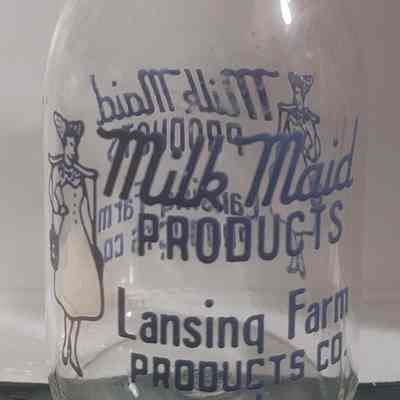 Milk Maid
PRODUCTS
Lansing Farm
PRODUCTS CO.